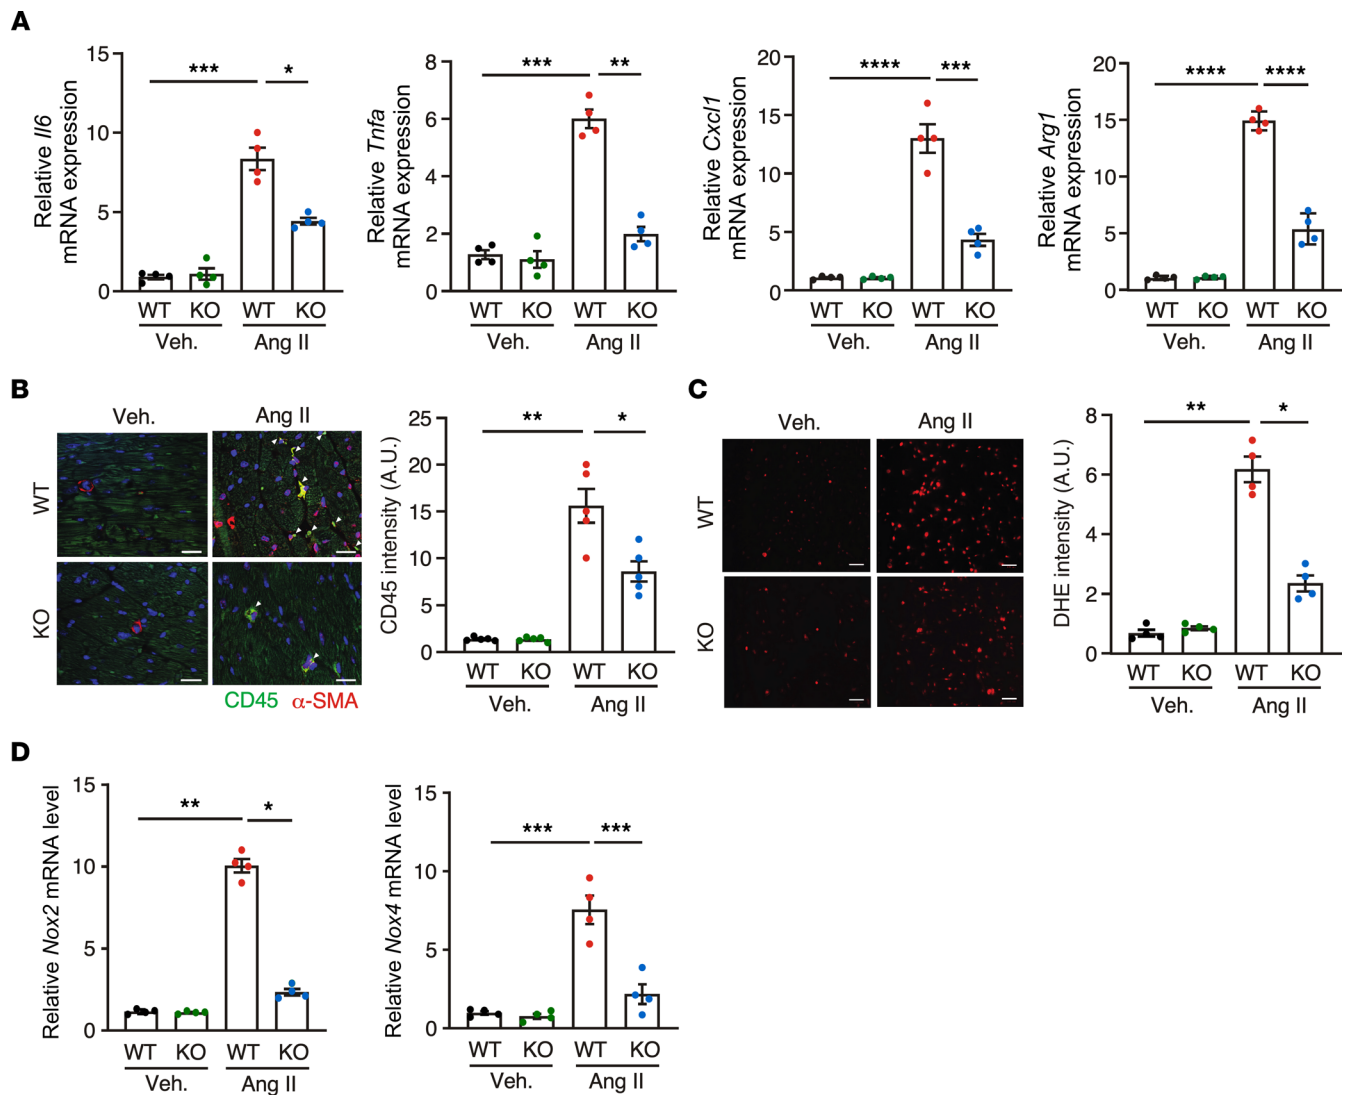 A
Relative Il6
mRNA expression
15
10
5
0
***
*
WT KO WT KO
Veh. Ang II
Relative Tnfa
mRNA expression
8
6
4
2
0
***
**
WT KO WT KO
Veh. Ang II
Relative Cxcl1
mRNA expression
20
15
10
5
0
****
***
WT KO WT KO
Veh. Ang II
Relative Arg1
mRNA expression
20
15
10
5
0
****
****
WT KO WT KO
Veh. Ang II
B
Veh. Ang II
WT
KO
CD45 α-SMA
CD45 intensity (A.U.)
25
20
15
10
5
0
**
*
WT KO WT KO
Veh. Ang II
C
Veh. Ang II
WT
KO
DHE intensity (A.U.)
8
6
4
2
0
**
*
WT KO WT KO
Veh. Ang II
D
Relative Nox2 mRNA level
15
10
5
0
**
*
WT KO WT KO
Veh. Ang II
Relative Nox4 mRNA level
15
10
5
0
***
***
WT KO WT KO
Veh. Ang II